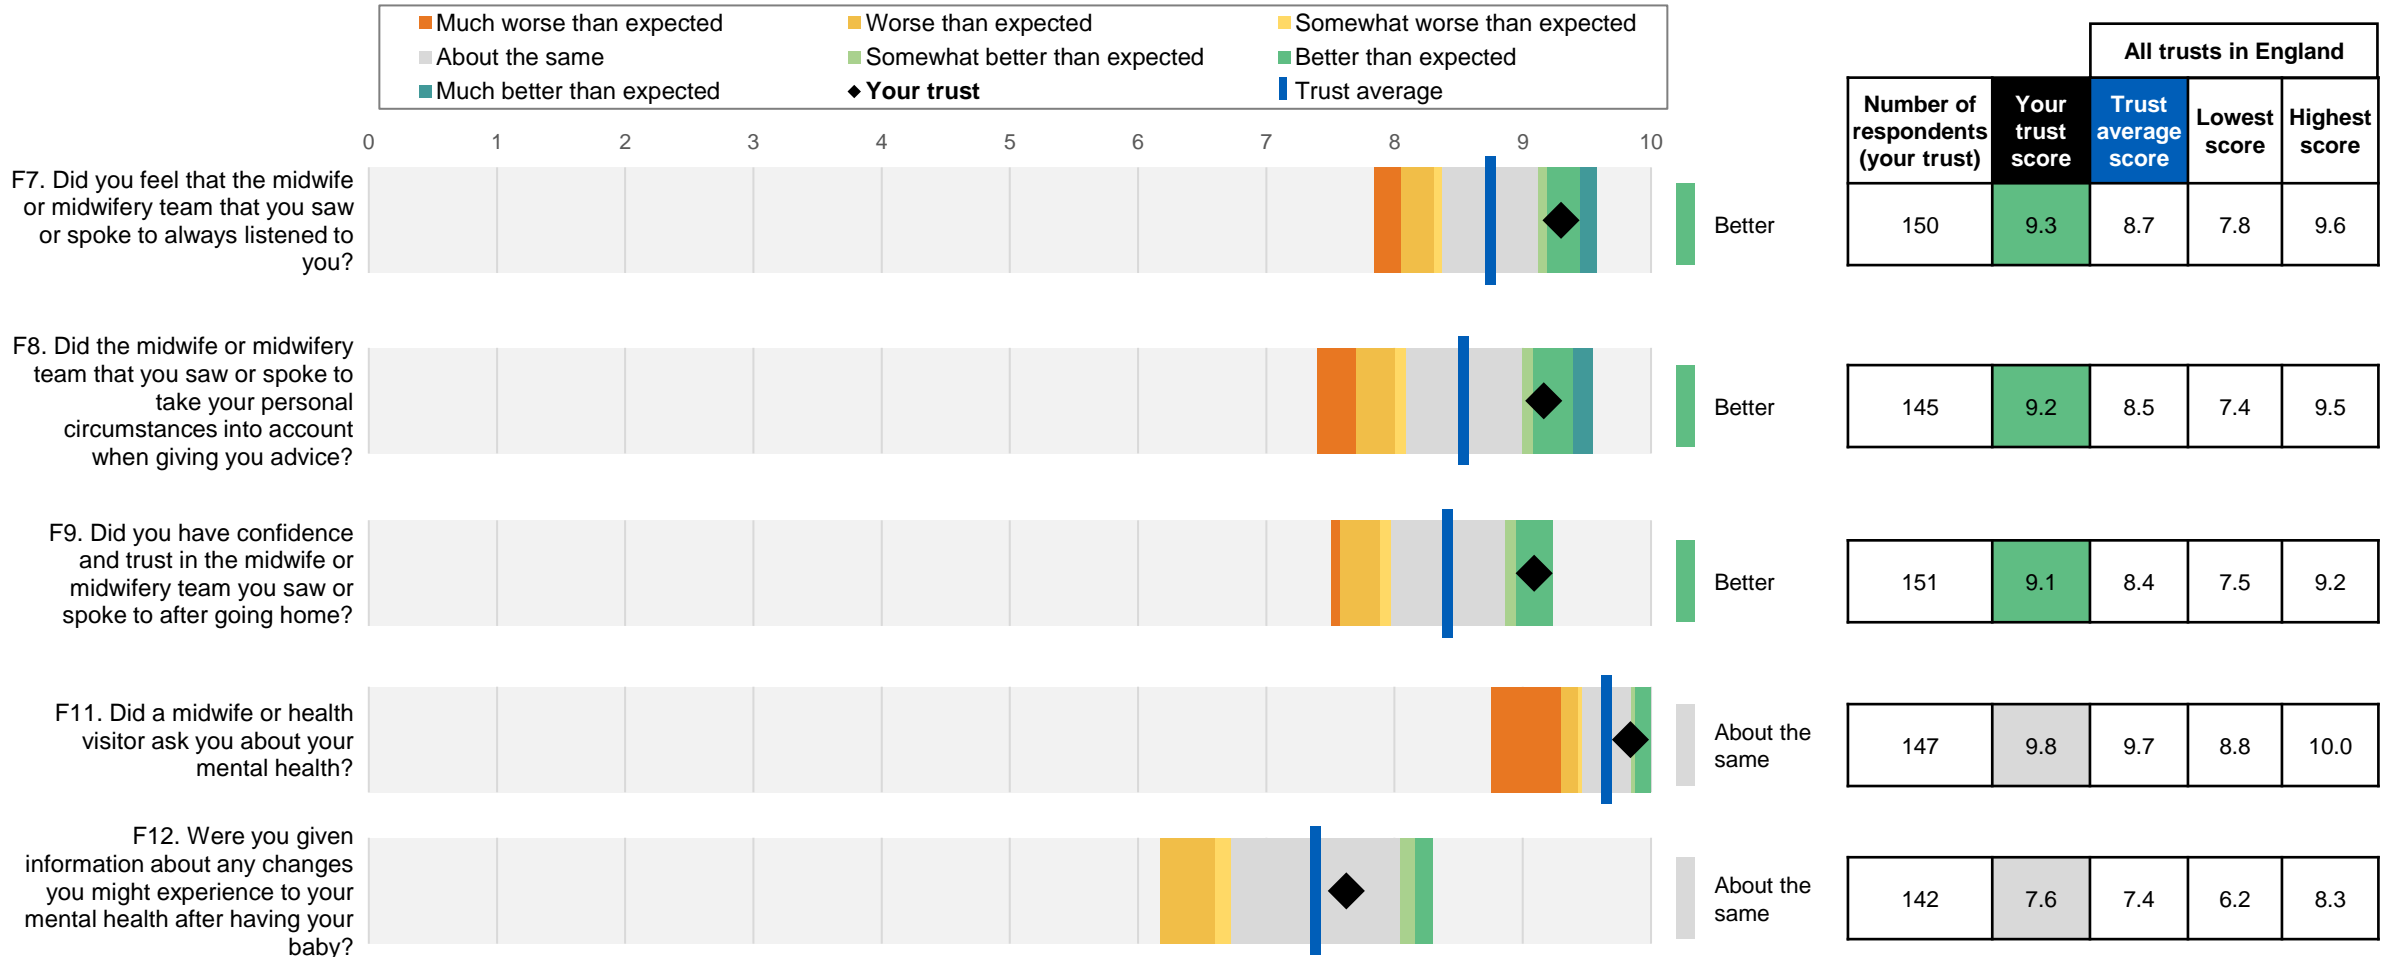 Much worse than expected
Worse than expected
Somewhat worse than expected
About the same
Somewhat better than expected
Better than expected
Much better than expected
Your trust
Trust average
All trusts in England
Number of
respondents
(your trust)
Your
trust
score
Trust
average
score
Lowest
score
Highest
score
0 1 2 3 4 5 6 7 8 9 10
F7. Did you feel that the midwife
or midwifery team that you saw
or spoke to always listened to
you?
Better
150 9.3 8.7 7.8 9.6
F8. Did the midwife or midwifery
team that you saw or spoke to
take your personal
circumstances into account
when giving you advice?
Better
145 9.2 8.5 7.4 9.5
F9. Did you have confidence
and trust in the midwife or
midwifery team you saw or
spoke to after going home?
Better
151 9.1 8.4 7.5 9.2
F11. Did a midwife or health
visitor ask you about your
mental health?
About the
same
147 9.8 9.7 8.8 10.0
F12. Were you given
information about any changes
you might experience to your
mental health after having your
baby?
About the
same
142 7.6 7.4 6.2 8.3